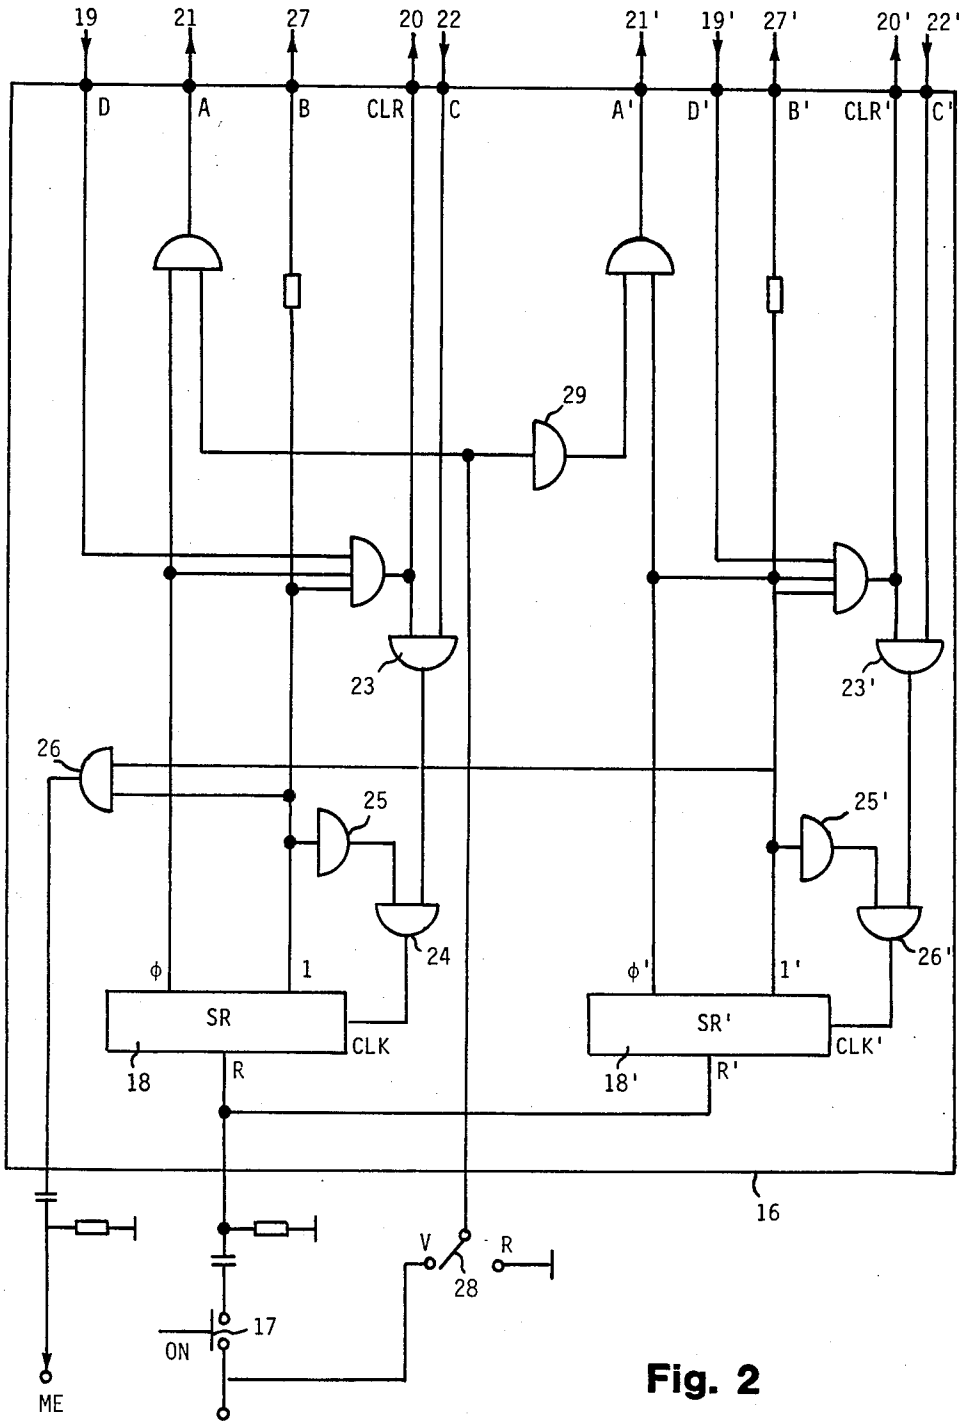 19 21 27 20 22 21' 19' 27' 20' 22'
D A B CLR C A' D' B' CLR' C'
29
23 23'
26 25 25'
24 26'
ϕ 1 ϕ' 1'
SR SR'
CLK CLK'
18 R 18' R'
16
V R
28
17
ON
ME
Fig. 2